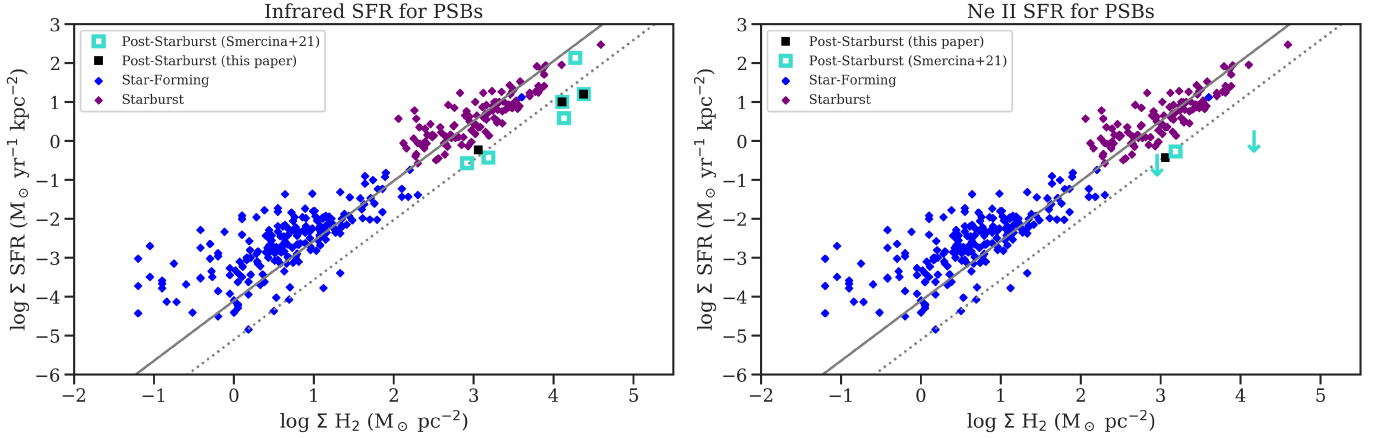 Infrared SFR for PSBs
Post-Starburst (Smercina+21)
Post-Starburst (this paper)
Star-Forming
Starburst
3
2
1
0
−1
−2
−3
−4
−5
−6
log Σ SFR (M⊙ yr⁻¹ kpc⁻²)
−2
−1
0
1
2
3
4
5
log Σ H₂ (M⊙ pc⁻²)
Ne II SFR for PSBs
Post-Starburst (this paper)
Post-Starburst (Smercina+21)
Star-Forming
Starburst
3
2
1
0
−1
−2
−3
−4
−5
−6
log Σ SFR (M⊙ yr⁻¹ kpc⁻²)
−2
−1
0
1
2
3
4
5
log Σ H₂ (M⊙ pc⁻²)